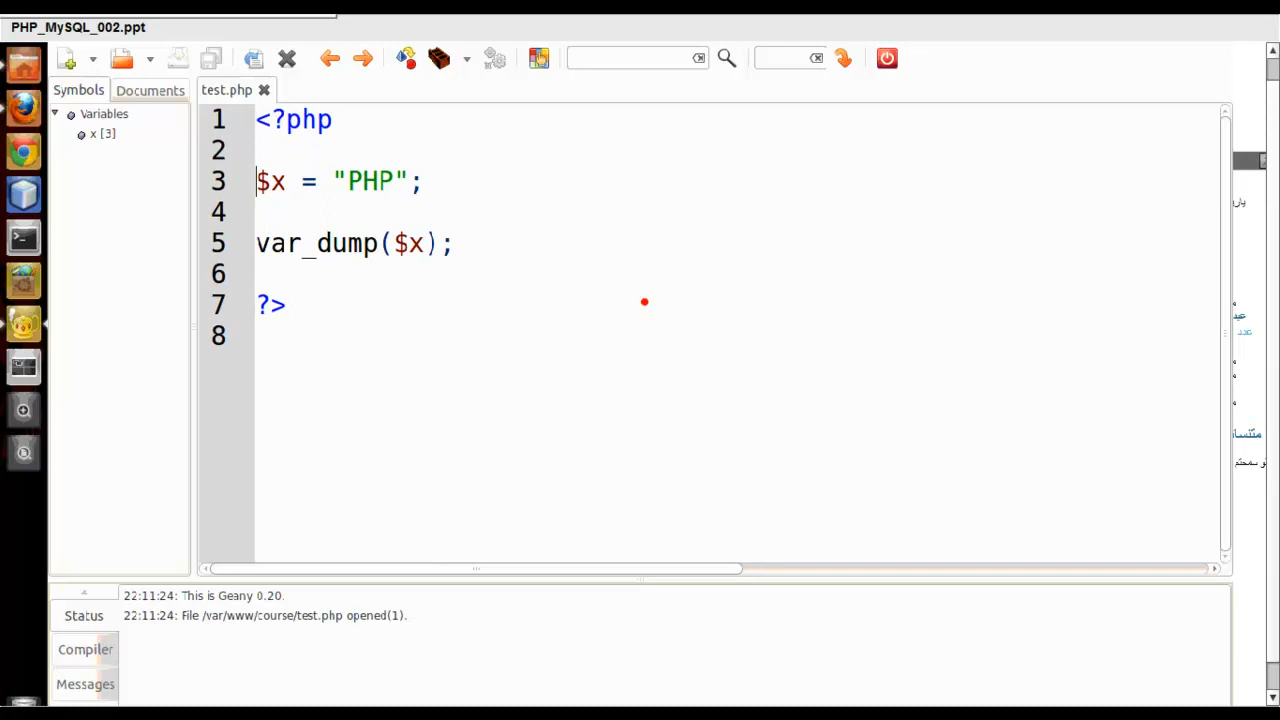 PHP_MySQL_002.ppt
Symbols Documents test.php
Variables
x [3]
1 <?php
2
3 $x = "PHP";
4
5 var_dump($x);
6
7 ?>
8
عدد
Status
Compiler
Messages
22:11:24: This is Geany 0.20.
22:11:24: File /var/www/course/test.php opened(1).